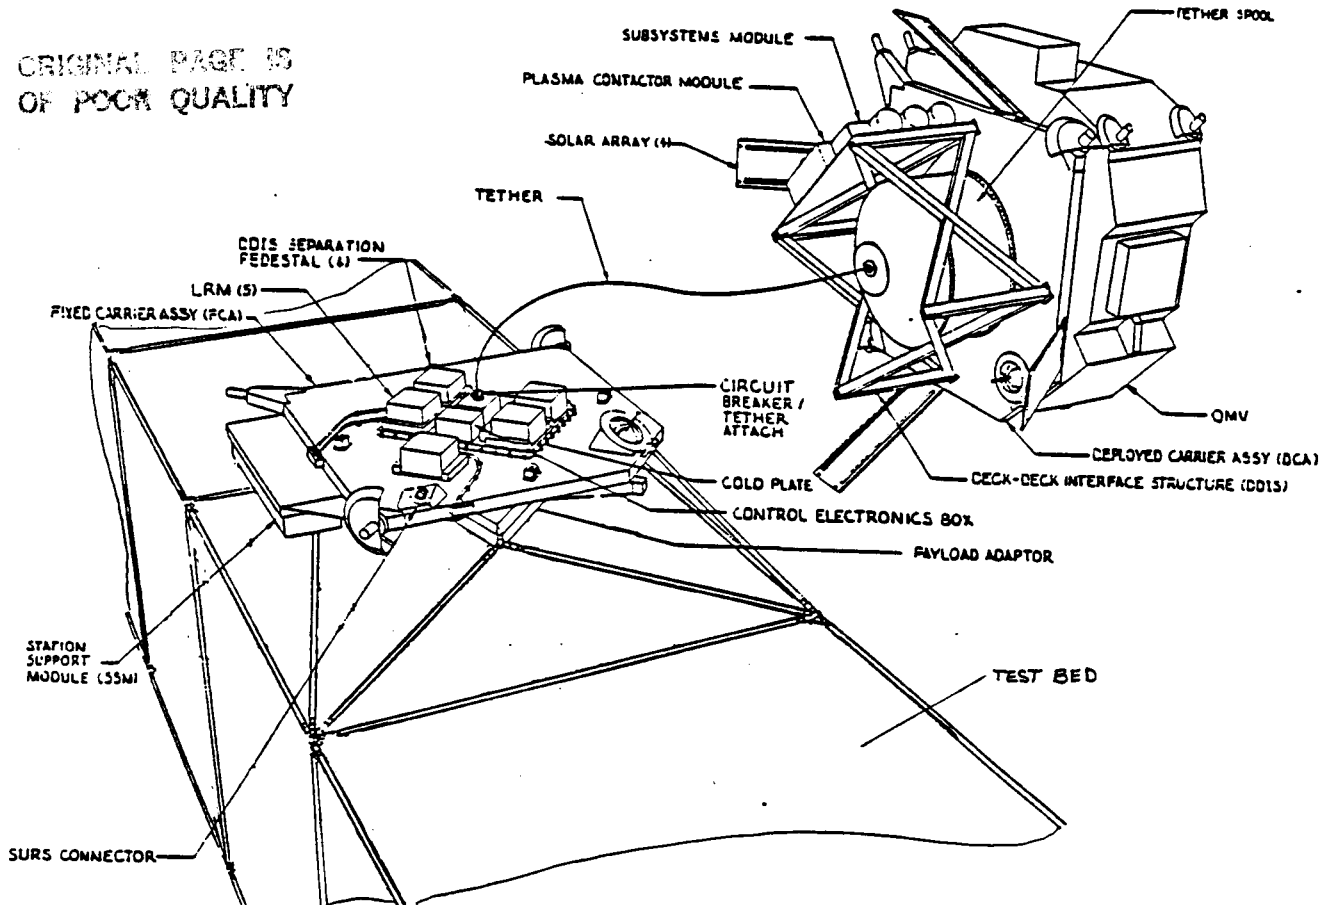 ORIGINAL PAGE IS
OF POOR QUALITY
TETHER SPOOL
SUBSYSTEMS MODULE
PLASMA CONTACTOR MODULE
SOLAR ARRAY (4)
TETHER
DDIS SEPARATION
PEDESTAL (6)
LRM (5)
FIXED CARRIER ASSY (FCA)
CIRCUIT
BREAKER/
TETHER
ATTACH
OMV
DEPLOYED CARRIER ASSY (DCA)
DECK-DECK INTERFACE STRUCTURE (DDIS)
COLD PLATE
CONTROL ELECTRONICS BOX
PAYLOAD ADAPTOR
STATION
SUPPORT
MODULE (SSM)
TEST BED
SURS CONNECTOR